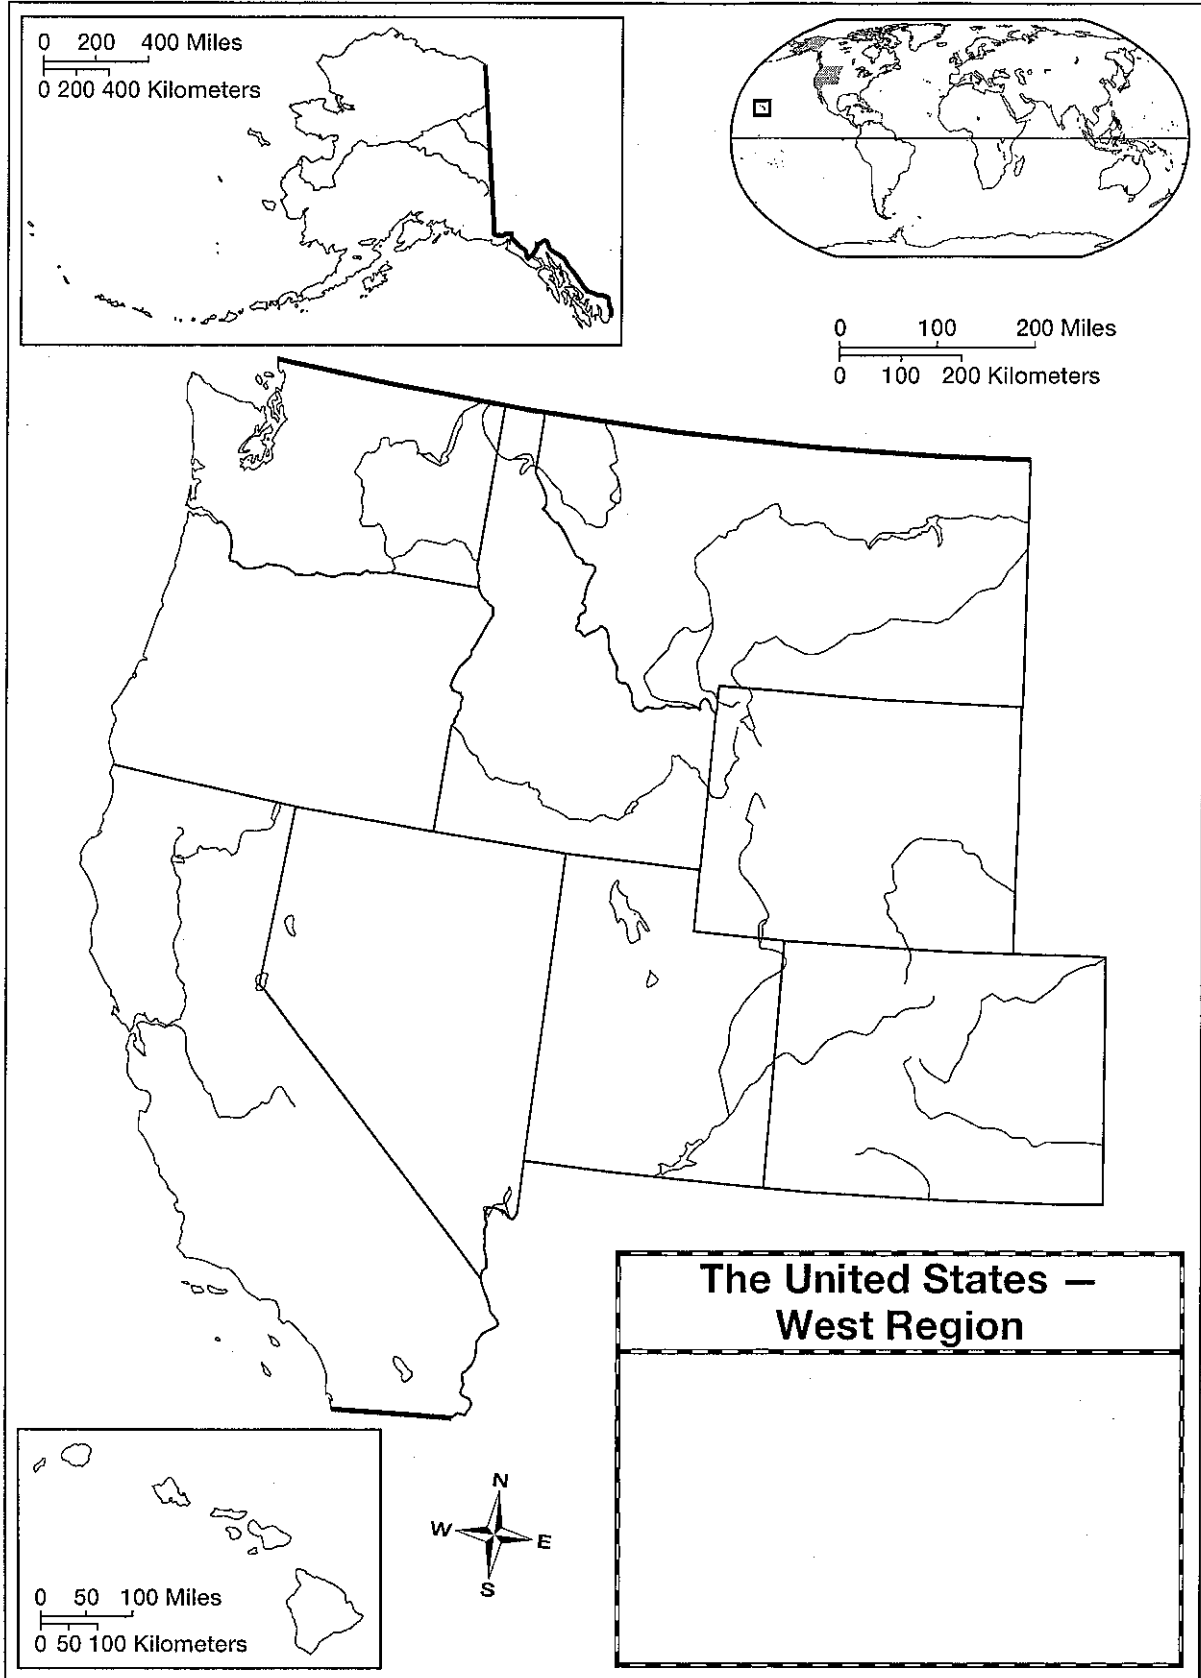 0 200 400 Miles
0 200 400 Kilometers
0 100 200 Miles
0 100 200 Kilometers
The United States —
West Region
N
W E
S
0 50 100 Miles
0 50 100 Kilometers